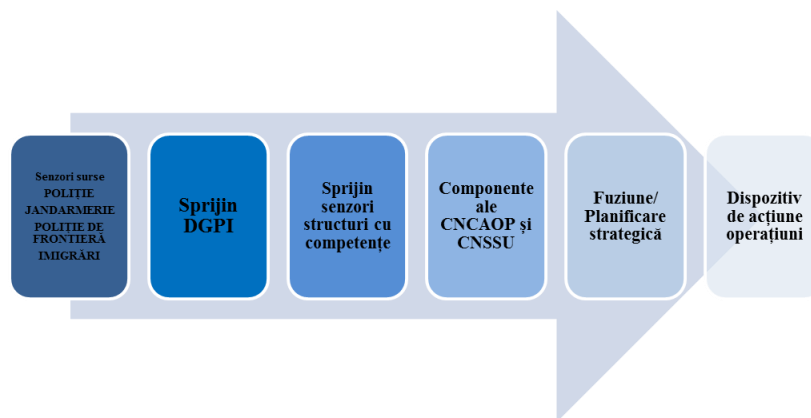 Senzori surse
POLIȚIE
JANDARMERIE
POLIȚIE DE
FRONTIERĂ
IMIGRĂRI
Sprijin
DGPI
Sprijin
senzori
structuri cu
competențe
Componente
ale
CNCAOP și
CNSSU
Fuziune/
Planificare
strategică
Dispozitiv
de acțiune
operațiuni